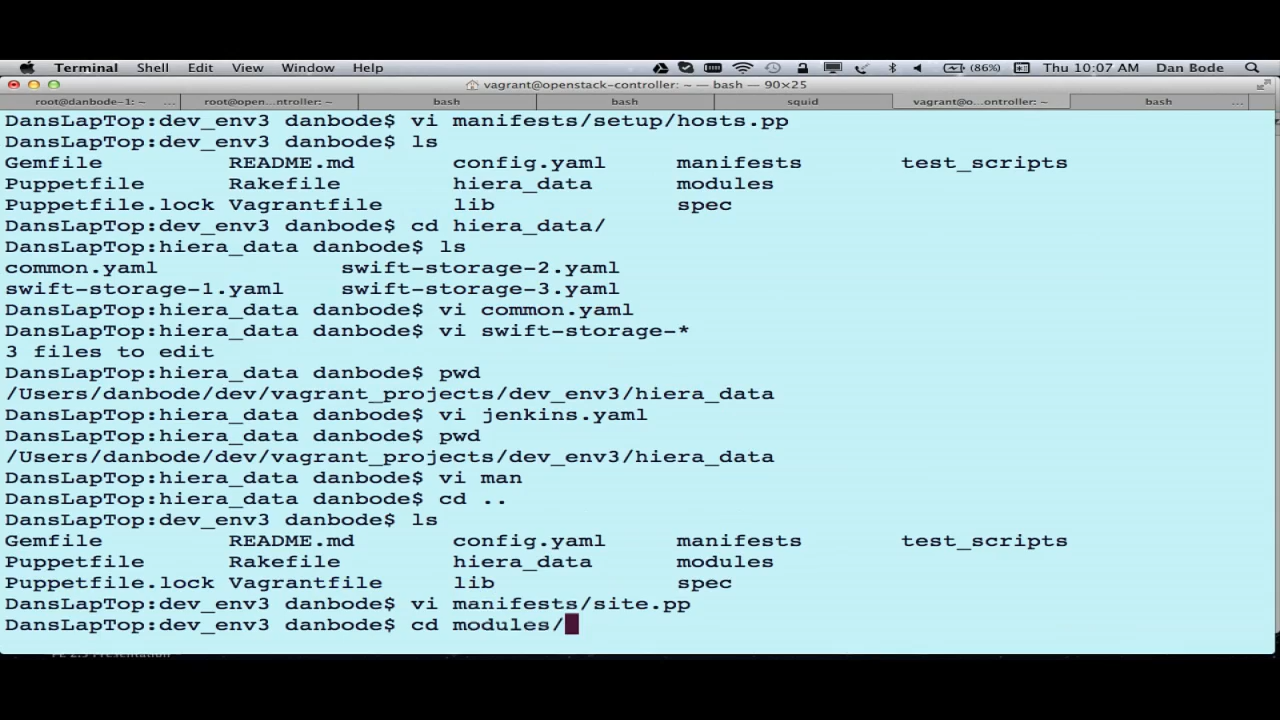 Terminal Shell Edit View Window Help (86%) Thu 10:07 AM Dan Bode
vagrant@openstack-controller: ~ — bash — 90×25
root@danbode-1: ~ ... root@open...ntroller: ~ bash bash squid vagrant@o...ontroller: ~ bash ...
DansLapTop:dev_env3 danbode$ vi manifests/setup/hosts.pp
DansLapTop:dev_env3 danbode$ ls
Gemfile README.md config.yaml manifests test_scripts
Puppetfile Rakefile hiera_data modules
Puppetfile.lock Vagrantfile lib spec
DansLapTop:dev_env3 danbode$ cd hiera_data/
DansLapTop:hiera_data danbode$ ls
common.yaml swift-storage-2.yaml
swift-storage-1.yaml swift-storage-3.yaml
DansLapTop:hiera_data danbode$ vi common.yaml
DansLapTop:hiera_data danbode$ vi swift-storage-*
3 files to edit
DansLapTop:hiera_data danbode$ pwd
/Users/danbode/dev/vagrant_projects/dev_env3/hiera_data
DansLapTop:hiera_data danbode$ vi jenkins.yaml
DansLapTop:hiera_data danbode$ pwd
/Users/danbode/dev/vagrant_projects/dev_env3/hiera_data
DansLapTop:hiera_data danbode$ vi man
DansLapTop:hiera_data danbode$ cd ..
DansLapTop:dev_env3 danbode$ ls
Gemfile README.md config.yaml manifests test_scripts
Puppetfile Rakefile hiera_data modules
Puppetfile.lock Vagrantfile lib spec
DansLapTop:dev_env3 danbode$ vi manifests/site.pp
DansLapTop:dev_env3 danbode$ cd modules/